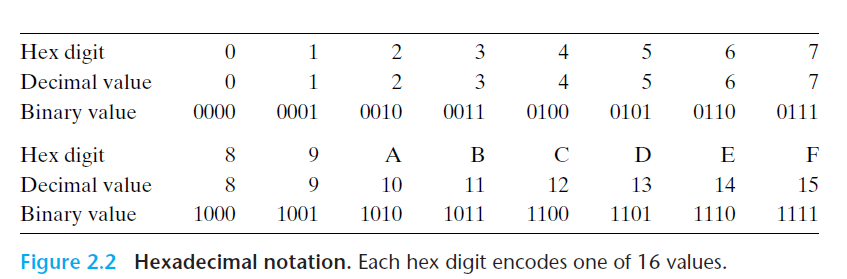 Hex digit 0 1 2 3 4 5 6 7
Decimal value 0 1 2 3 4 5 6 7
Binary value 0000 0001 0010 0011 0100 0101 0110 0111
Hex digit 8 9 A B C D E F
Decimal value 8 9 10 11 12 13 14 15
Binary value 1000 1001 1010 1011 1100 1101 1110 1111
Figure 2.2 Hexadecimal notation. Each hex digit encodes one of 16 values.